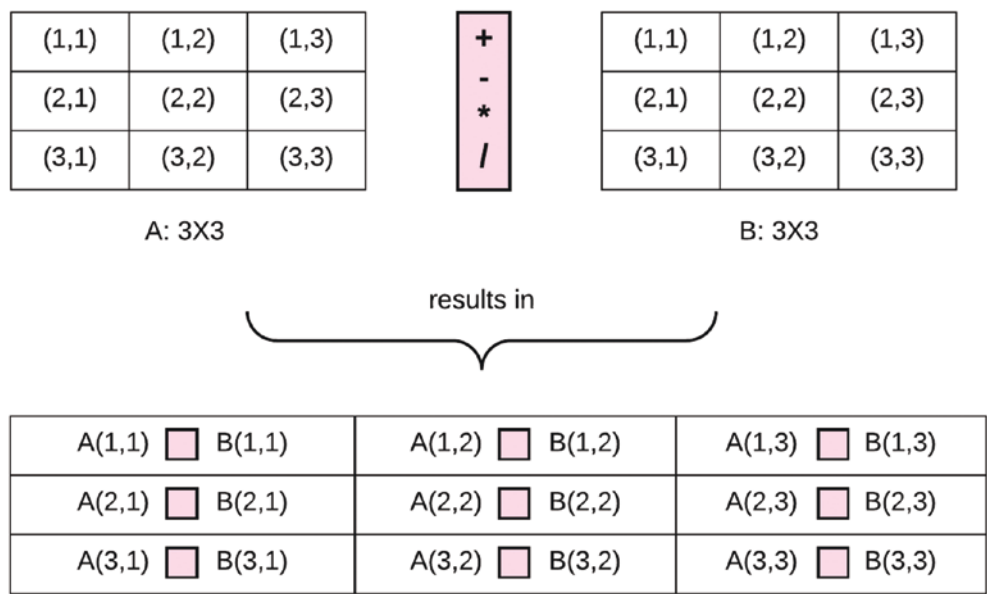 (1,1) (1,2) (1,3) + (1,1) (1,2) (1,3)
-
(2,1) (2,2) (2,3) * (2,1) (2,2) (2,3)
(3,1) (3,2) (3,3) / (3,1) (3,2) (3,3)
A: 3X3 B: 3X3
results in
A(1,1) B(1,1) A(1,2) B(1,2) A(1,3) B(1,3)
A(2,1) B(2,1) A(2,2) B(2,2) A(2,3) B(2,3)
A(3,1) B(3,1) A(3,2) B(3,2) A(3,3) B(3,3)